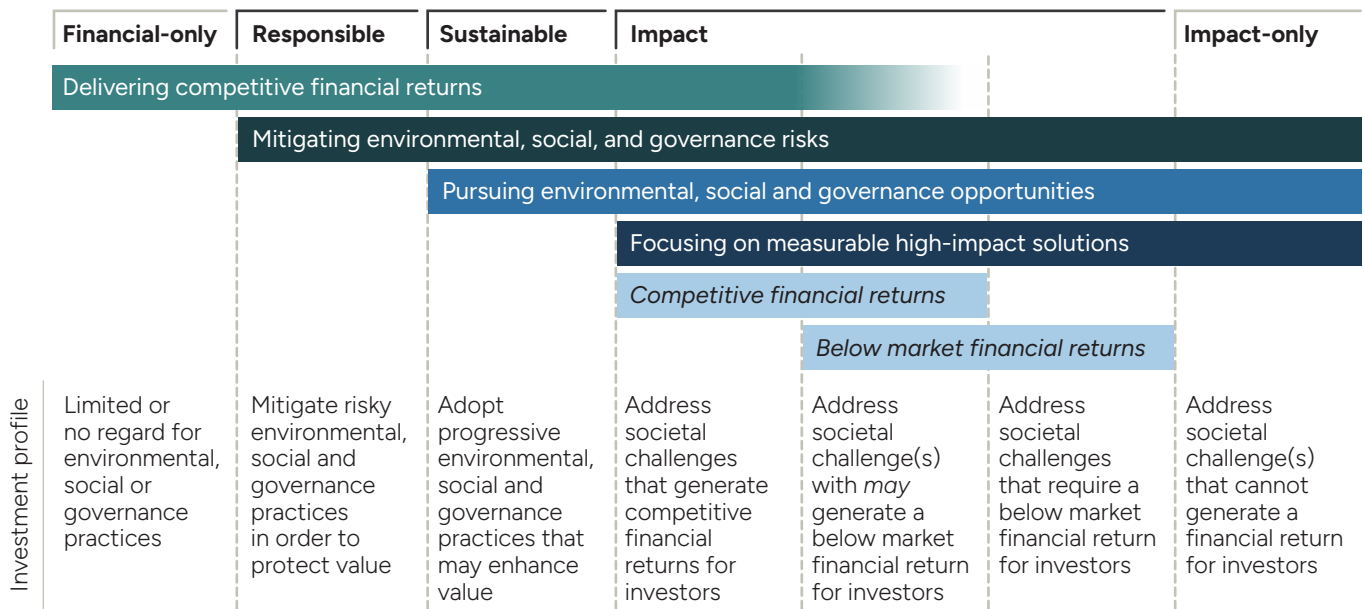 Financial-only
Responsible
Sustainable
Impact
Impact-only
Delivering competitive financial returns
Mitigating environmental, social, and governance risks
Pursuing environmental, social and governance opportunities
Focusing on measurable high-impact solutions
Competitive financial returns
Below market financial returns
Investment profile
Limited or
no regard for
environmental,
social or
governance
practices
Mitigate risky
environmental,
social and
governance
practices
in order to
protect value
Adopt
progressive
environmental,
social and
governance
practices that
may enhance
value
Address
societal
challenges
that generate
competitive
financial
returns for
investors
Address
societal
challenge(s)
with may
generate a
below market
financial return
for investors
Address
societal
challenges
that require a
below market
financial return
for investors
Address
societal
challenge(s)
that cannot
generate a
financial return
for investors